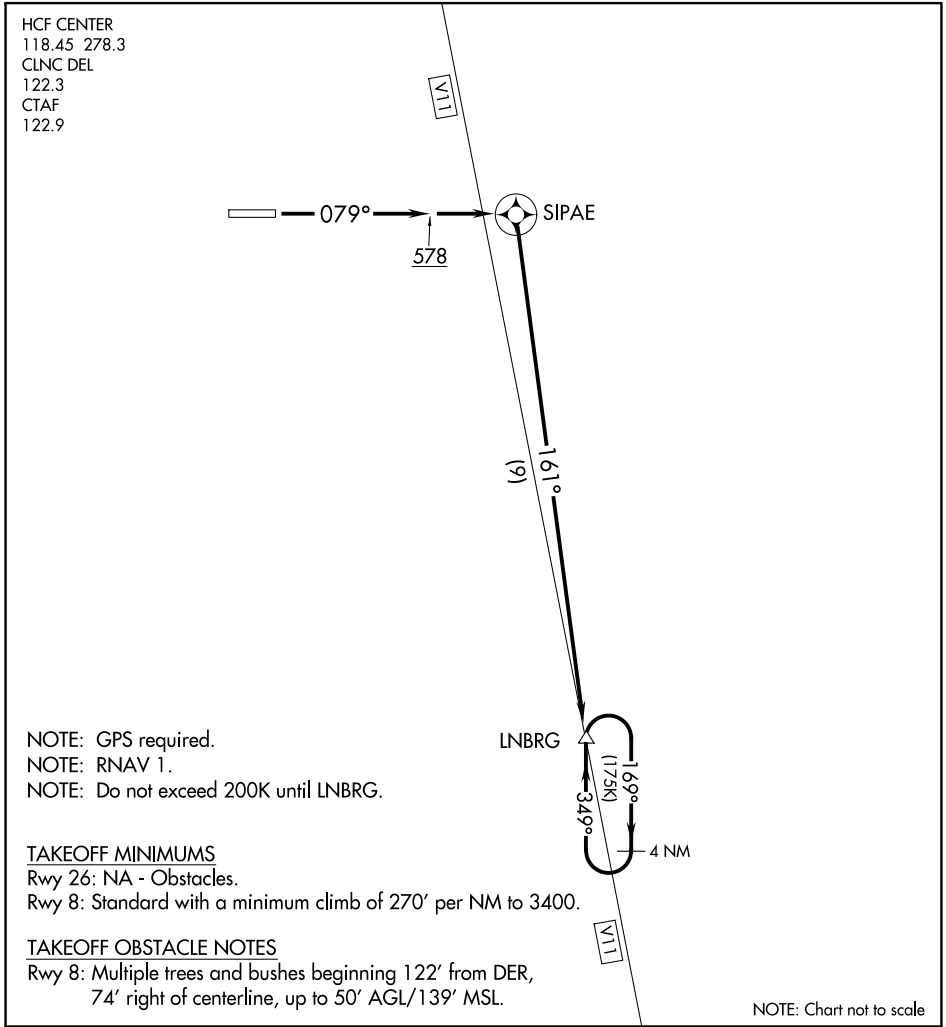 HCF CENTER
118.45 278.3
CLNC DEL
122.3
CTAF
122.9
V11
079°
578
SIPAE
161°
(9)
LNBRG
169°
(175K)
349°
4 NM
V11
NOTE: GPS required.
NOTE: RNAV 1.
NOTE: Do not exceed 200K until LNBRG.
TAKEOFF MINIMUMS
Rwy 26: NA - Obstacles.
Rwy 8: Standard with a minimum climb of 270' per NM to 3400.
TAKEOFF OBSTACLE NOTES
Rwy 8: Multiple trees and bushes beginning 122' from DER,
74' right of centerline, up to 50' AGL/139' MSL.
NOTE: Chart not to scale